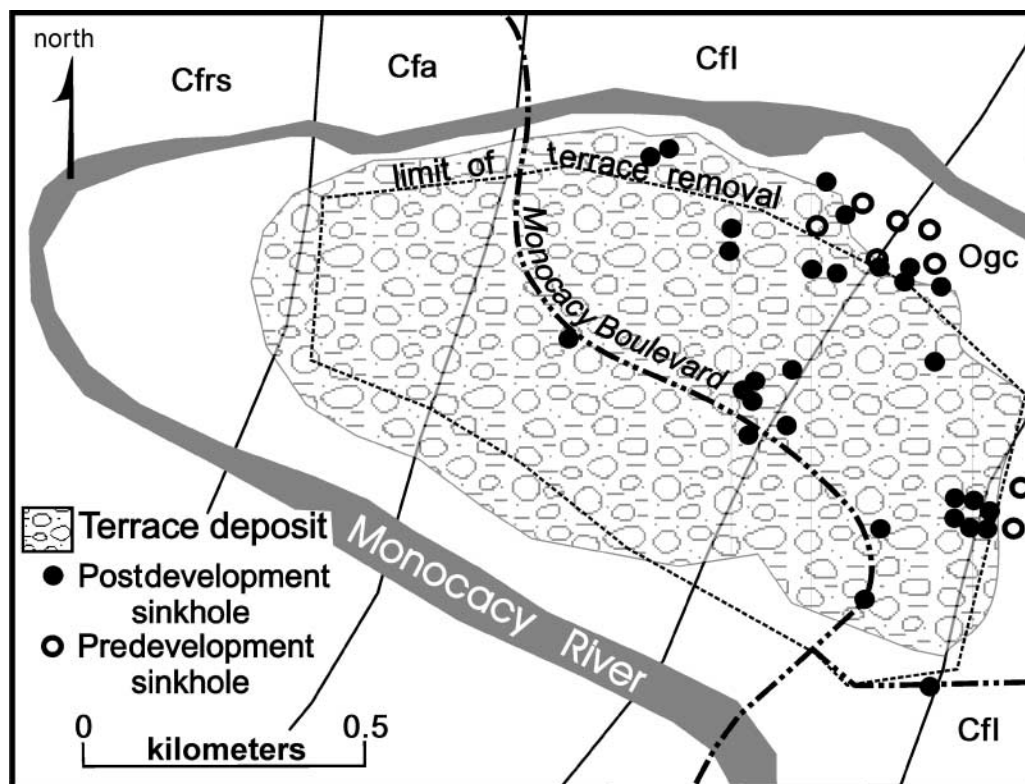 north
Cfrs
Cfa
Cfl
limit of terrace removal
Ogc
Monocacy Boulevard
Terrace deposit
Postdevelopment
sinkhole
Predevelopment
sinkhole
Monocacy River
0 0.5
kilometers
Cfl